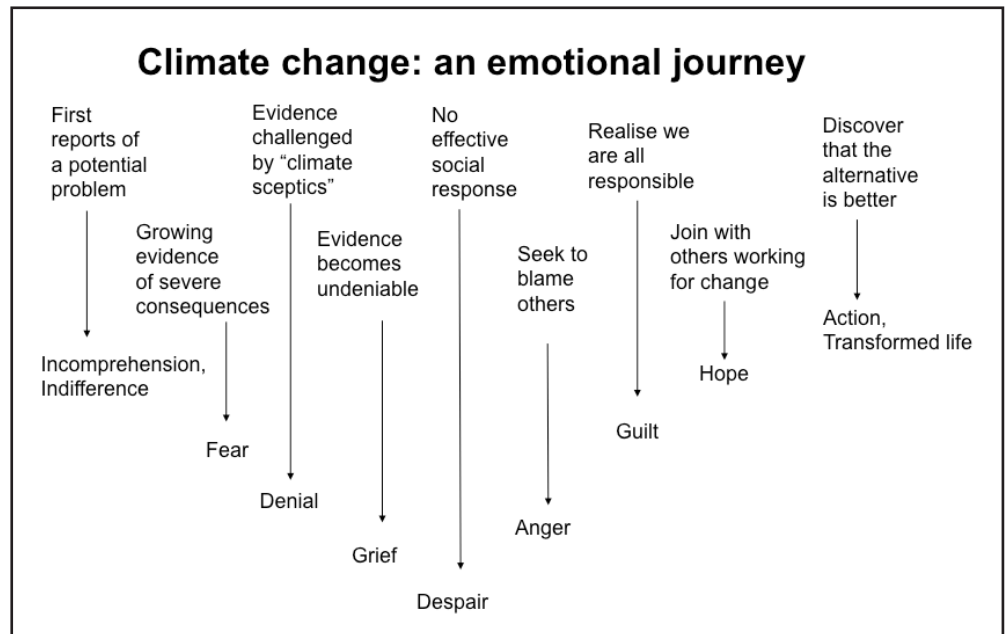 Climate change: an emotional journey
First
reports of
a potential
problem
Incomprehension,
Indifference
Growing
evidence
of severe
consequences
Fear
Evidence
challenged
by “climate
sceptics”
Denial
Evidence
becomes
undeniable
Grief
No
effective
social
response
Despair
Seek to
blame
others
Anger
Realise we
are all
responsible
Guilt
Join with
others working
for change
Hope
Discover
that the
alternative
is better
Action,
Transformed life